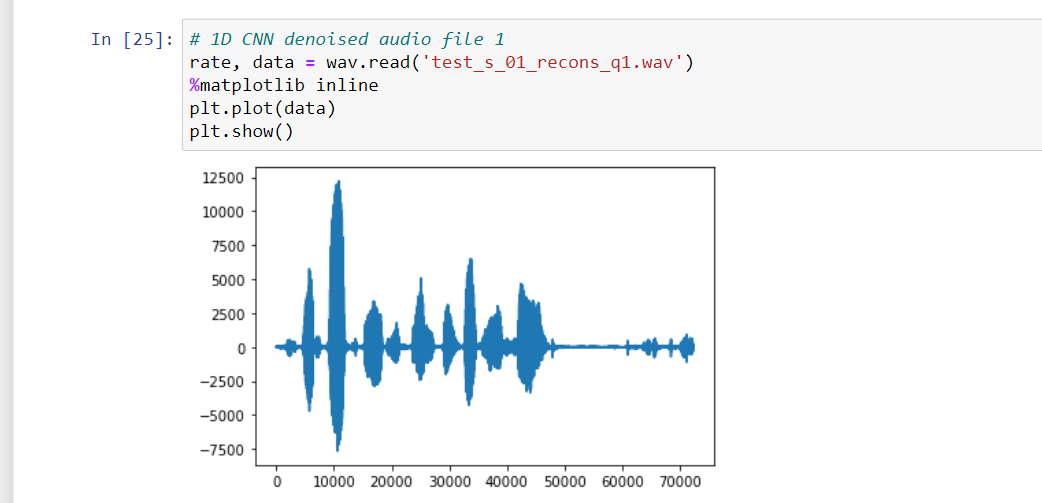 In [25]: # 1D CNN denoised audio file 1
rate, data = wav.read('test_s_01_recons_q1.wav')
%matplotlib inline
plt.plot(data)
plt.show()
12500
10000
7500
5000
2500
0
−2500
−5000
−7500
0 10000 20000 30000 40000 50000 60000 70000